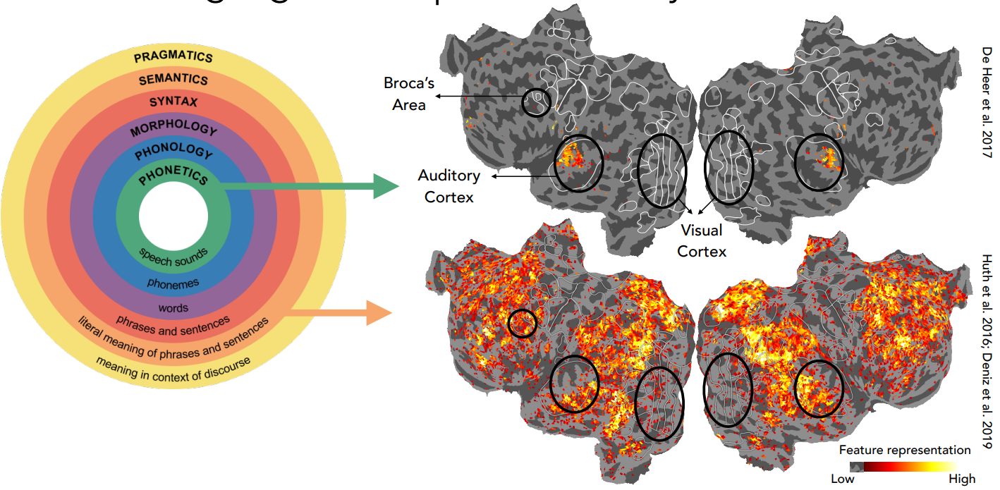 PRAGMATICS
SEMANTICS
SYNTAX
MORPHOLOGY
PHONOLOGY
PHONETICS
speech sounds
phonemes
words
phrases and sentences
literal meaning of phrases and sentences
meaning in context of discourse
Broca's
Area
Auditory
Cortex
Visual
Cortex
De Heer et al. 2017
Huth et al. 2016; Deniz et al. 2019
Feature representation
Low
High